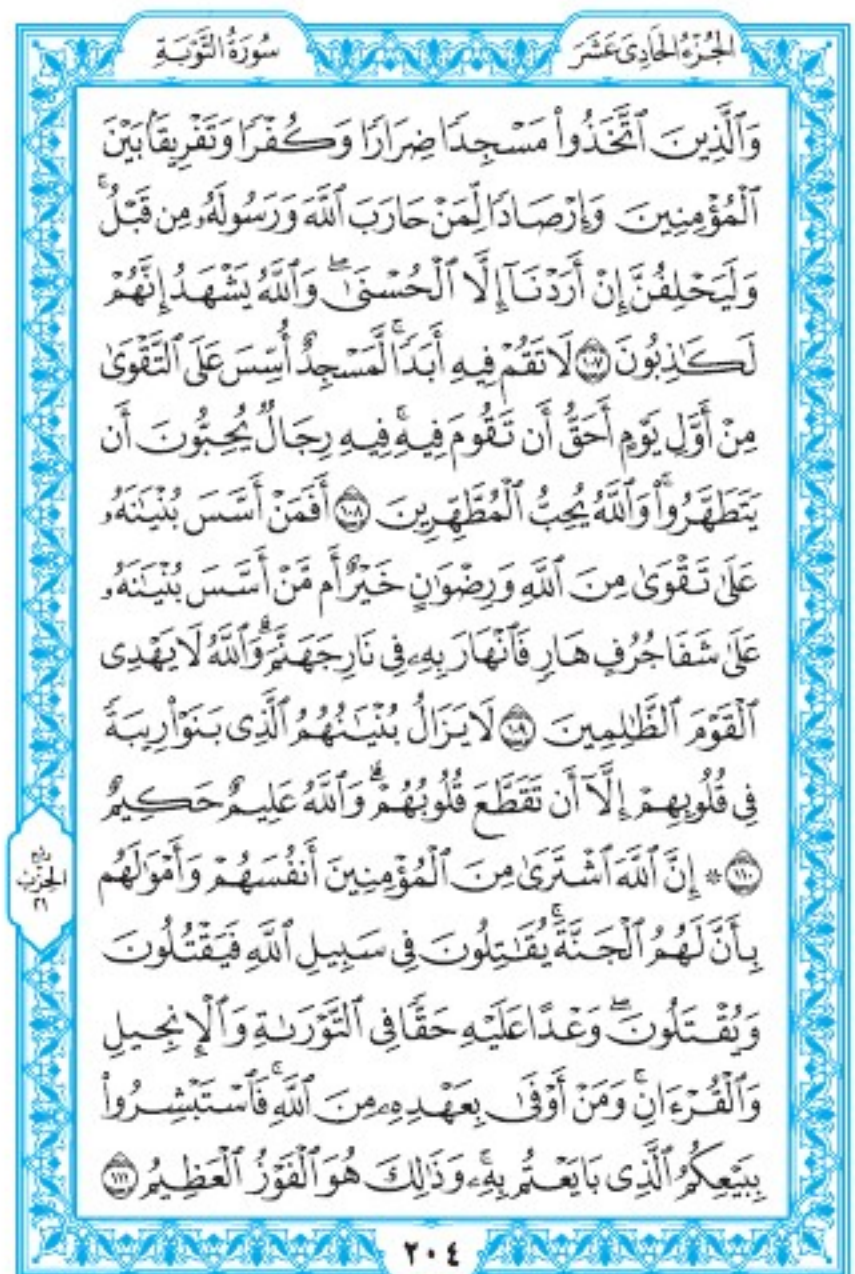 الجُزْءُ الحَادِىَ عَشَرَ
سُورَةُ التَّوْبَةِ
وَٱلَّذِينَ ٱتَّخَذُوا۟ مَسْجِدًا ضِرَارًا وَكُفْرًا وَتَفْرِيقًۢا بَيْنَ
ٱلْمُؤْمِنِينَ وَإِرْصَادًا لِّمَنْ حَارَبَ ٱللَّهَ وَرَسُولَهُۥ مِن قَبْلُ ۚ
وَلَيَحْلِفُنَّ إِنْ أَرَدْنَآ إِلَّا ٱلْحُسْنَىٰ ۖ وَٱللَّهُ يَشْهَدُ إِنَّهُمْ
لَكَـٰذِبُونَ ١٠٧ لَا تَقُمْ فِيهِ أَبَدًا ۚ لَّمَسْجِدٌ أُسِّسَ عَلَى ٱلتَّقْوَىٰ
مِنْ أَوَّلِ يَوْمٍ أَحَقُّ أَن تَقُومَ فِيهِ ۚ فِيهِ رِجَالٌ يُحِبُّونَ أَن
يَتَطَهَّرُوا۟ ۚ وَٱللَّهُ يُحِبُّ ٱلْمُطَّهِّرِينَ ١٠٨ أَفَمَنْ أَسَّسَ بُنْيَـٰنَهُۥ
عَلَىٰ تَقْوَىٰ مِنَ ٱللَّهِ وَرِضْوَٰنٍ خَيْرٌ أَم مَّنْ أَسَّسَ بُنْيَـٰنَهُۥ
عَلَىٰ شَفَا جُرُفٍ هَارٍ فَٱنْهَارَ بِهِۦ فِى نَارِ جَهَنَّمَ ۗ وَٱللَّهُ لَا يَهْدِى
ٱلْقَوْمَ ٱلظَّـٰلِمِينَ ١٠٩ لَا يَزَالُ بُنْيَـٰنُهُمُ ٱلَّذِى بَنَوْا۟ رِيبَةً
فِى قُلُوبِهِمْ إِلَّآ أَن تَقَطَّعَ قُلُوبُهُمْ ۗ وَٱللَّهُ عَلِيمٌ حَكِيمٌ
١١٠ ۞ إِنَّ ٱللَّهَ ٱشْتَرَىٰ مِنَ ٱلْمُؤْمِنِينَ أَنفُسَهُمْ وَأَمْوَٰلَهُم
بِأَنَّ لَهُمُ ٱلْجَنَّةَ ۚ يُقَـٰتِلُونَ فِى سَبِيلِ ٱللَّهِ فَيَقْتُلُونَ
وَيُقْتَلُونَ ۖ وَعْدًا عَلَيْهِ حَقًّا فِى ٱلتَّوْرَىٰةِ وَٱلْإِنجِيلِ
وَٱلْقُرْءَانِ ۚ وَمَنْ أَوْفَىٰ بِعَهْدِهِۦ مِنَ ٱللَّهِ ۚ فَٱسْتَبْشِرُوا۟
بِبَيْعِكُمُ ٱلَّذِى بَايَعْتُم بِهِۦ ۚ وَذَٰلِكَ هُوَ ٱلْفَوْزُ ٱلْعَظِيمُ ١١١
ربع
الحزب
٢١
٢٠٤